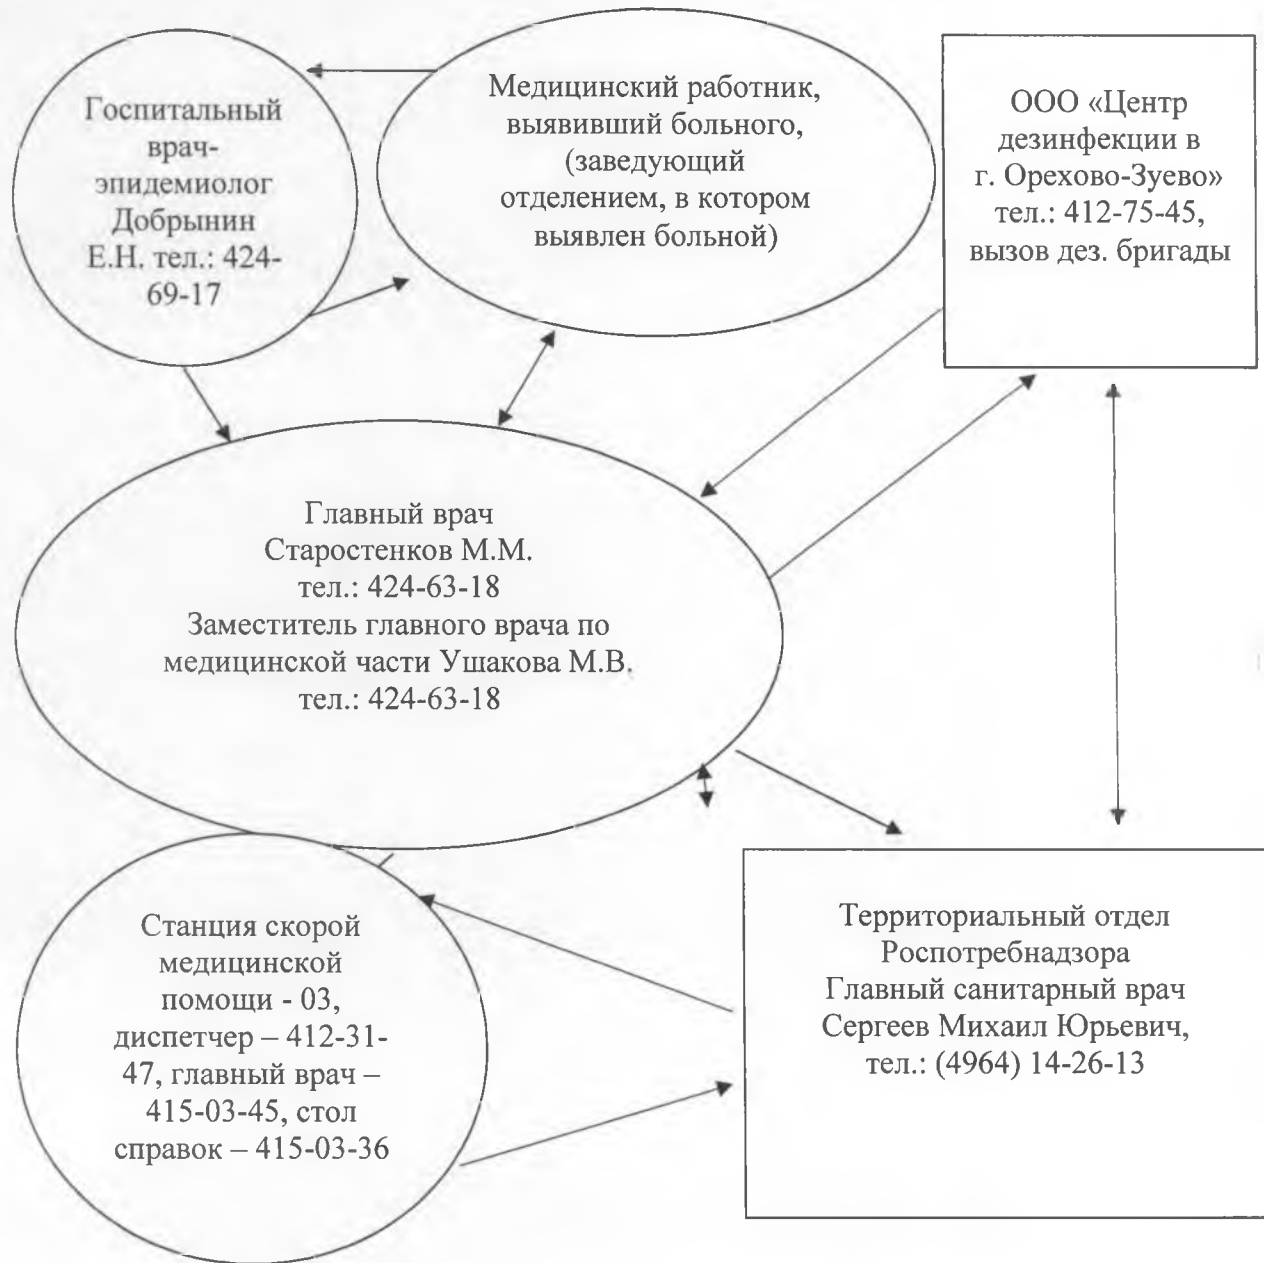 Госпитальный
врач-
эпидемиолог
Добрынин
Е.Н. тел.: 424-
69-17
Медицинский работник,
выявивший больного,
(заведующий
отделением, в котором
выявлен больной)
ООО «Центр
дезинфекции в
г. Орехово-Зуево»
тел.: 412-75-45,
вызов дез. бригады
Главный врач
Старостенков М.М.
тел.: 424-63-18
Заместитель главного врача по
медицинской части Ушакова М.В.
тел.: 424-63-18
Станция скорой
медицинской
помощи - 03,
диспетчер – 412-31-
47, главный врач –
415-03-45, стол
справок – 415-03-36
Территориальный отдел
Роспотребнадзора
Главный санитарный врач
Сергеев Михаил Юрьевич,
тел.: (4964) 14-26-13